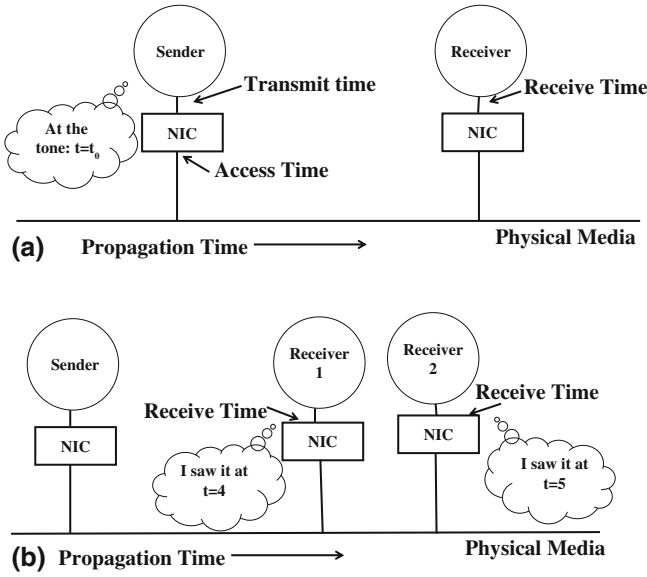 Sender
Receiver
Transmit time
Receive Time
At the
tone: t=t₀
NIC
NIC
Access Time
Physical Media
(a)
Propagation Time
Sender
Receiver
1
Receiver
2
Receive Time
Receive Time
NIC
NIC
NIC
I saw it at
t=4
I saw it at
t=5
Physical Media
(b)
Propagation Time